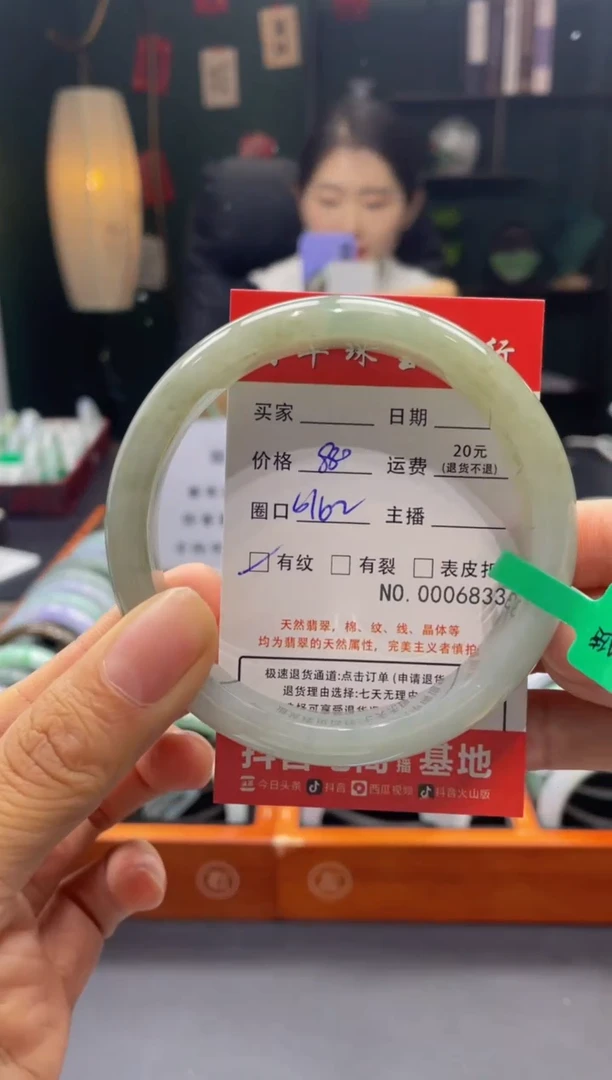 珠
买家 日期
价格 880 运费 20元
(退货不退)
圈口 6162 主播
有纹 有裂 表皮
NO. 0006833
天然翡翠，棉、纹、线、晶体等
均为翡翠的天然属性，完美主义者慎拍
极速退货通道:点击订单 (申请退货
退货理由选择:七天无理由
抖音 播 基地
今日头条 抖音 西瓜视频 抖音火山版